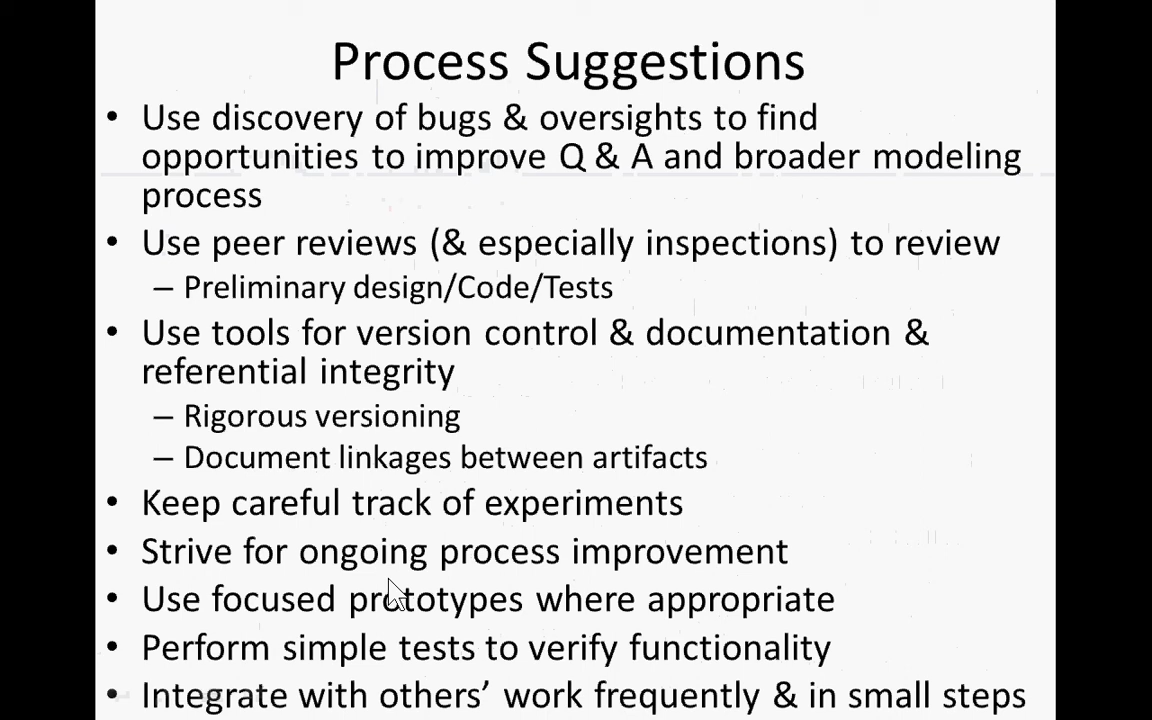 Process Suggestions
• Use discovery of bugs & oversights to find
opportunities to improve Q & A and broader modeling
process
• Use peer reviews (& especially inspections) to review
– Preliminary design/Code/Tests
• Use tools for version control & documentation &
referential integrity
– Rigorous versioning
– Document linkages between artifacts
• Keep careful track of experiments
• Strive for ongoing process improvement
• Use focused prototypes where appropriate
• Perform simple tests to verify functionality
• Integrate with others’ work frequently & in small steps